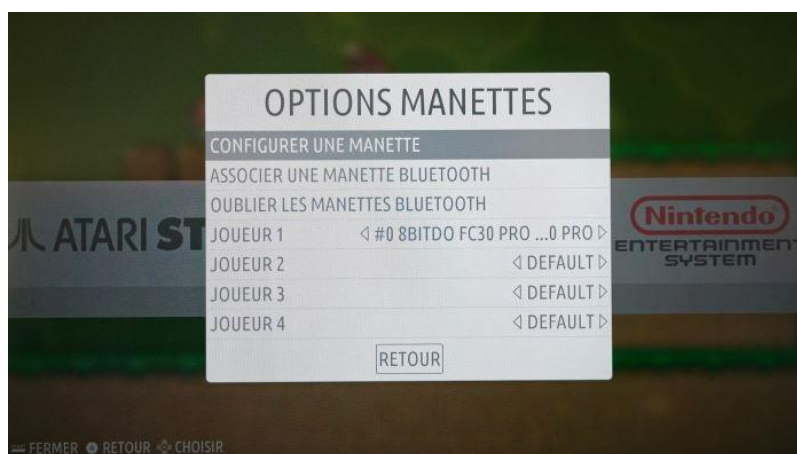 OPTIONS MANETTES
CONFIGURER UNE MANETTE
ASSOCIER UNE MANETTE BLUETOOTH
OUBLIER LES MANETTES BLUETOOTH
JOUEUR 1 #0 8BITDO FC30 PRO ...0 PRO
JOUEUR 2 DEFAULT
JOUEUR 3 DEFAULT
JOUEUR 4 DEFAULT
RETOUR
ATARI ST
Nintendo
ENTERTAINMENT
SYSTEM
FERMER RETOUR CHOISIR